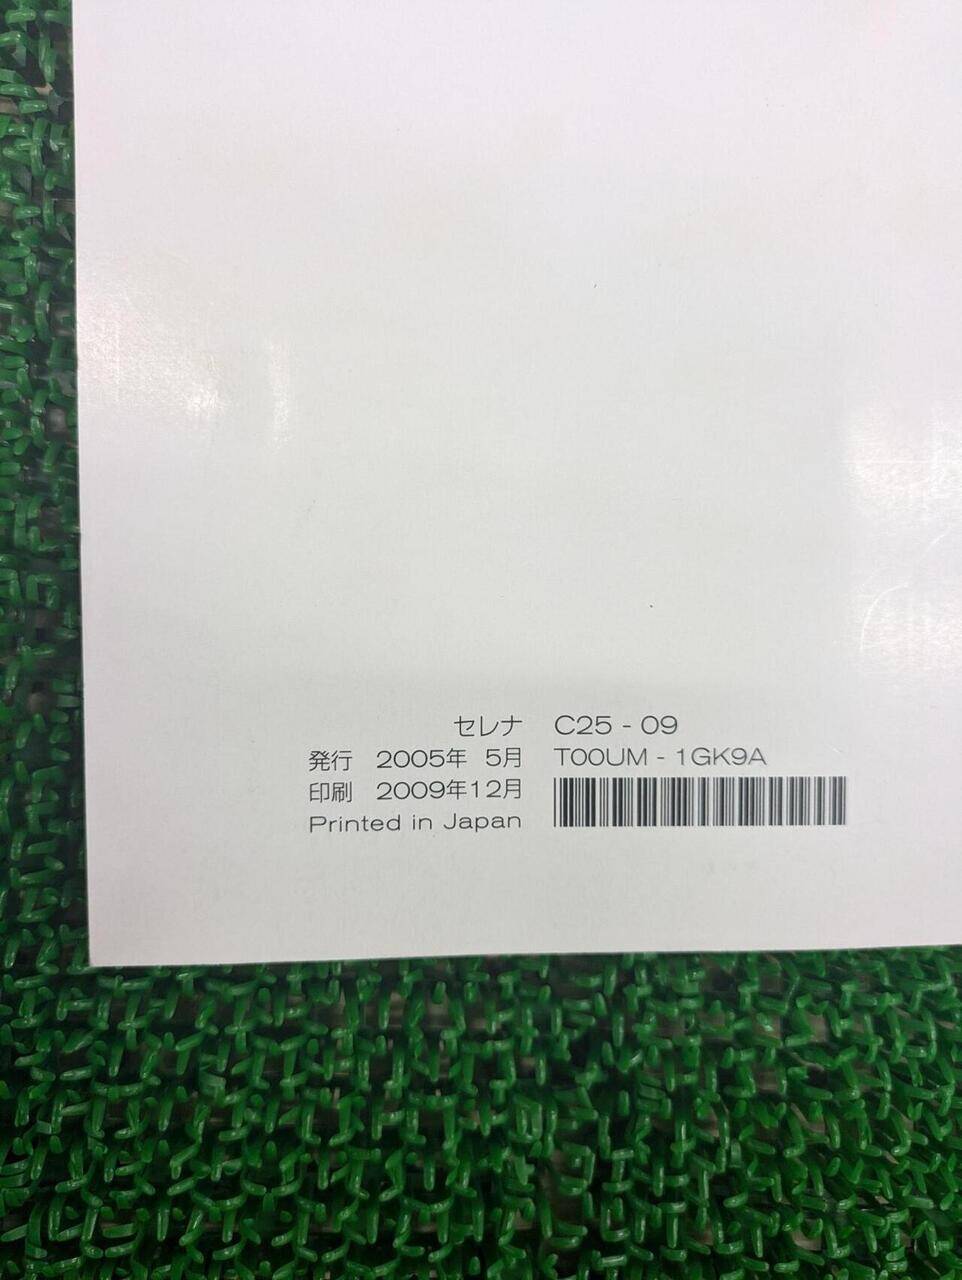 セレナ C25 - 09
発行 2005年 5月 T00UM - 1GK9A
印刷 2009年12月
Printed in Japan